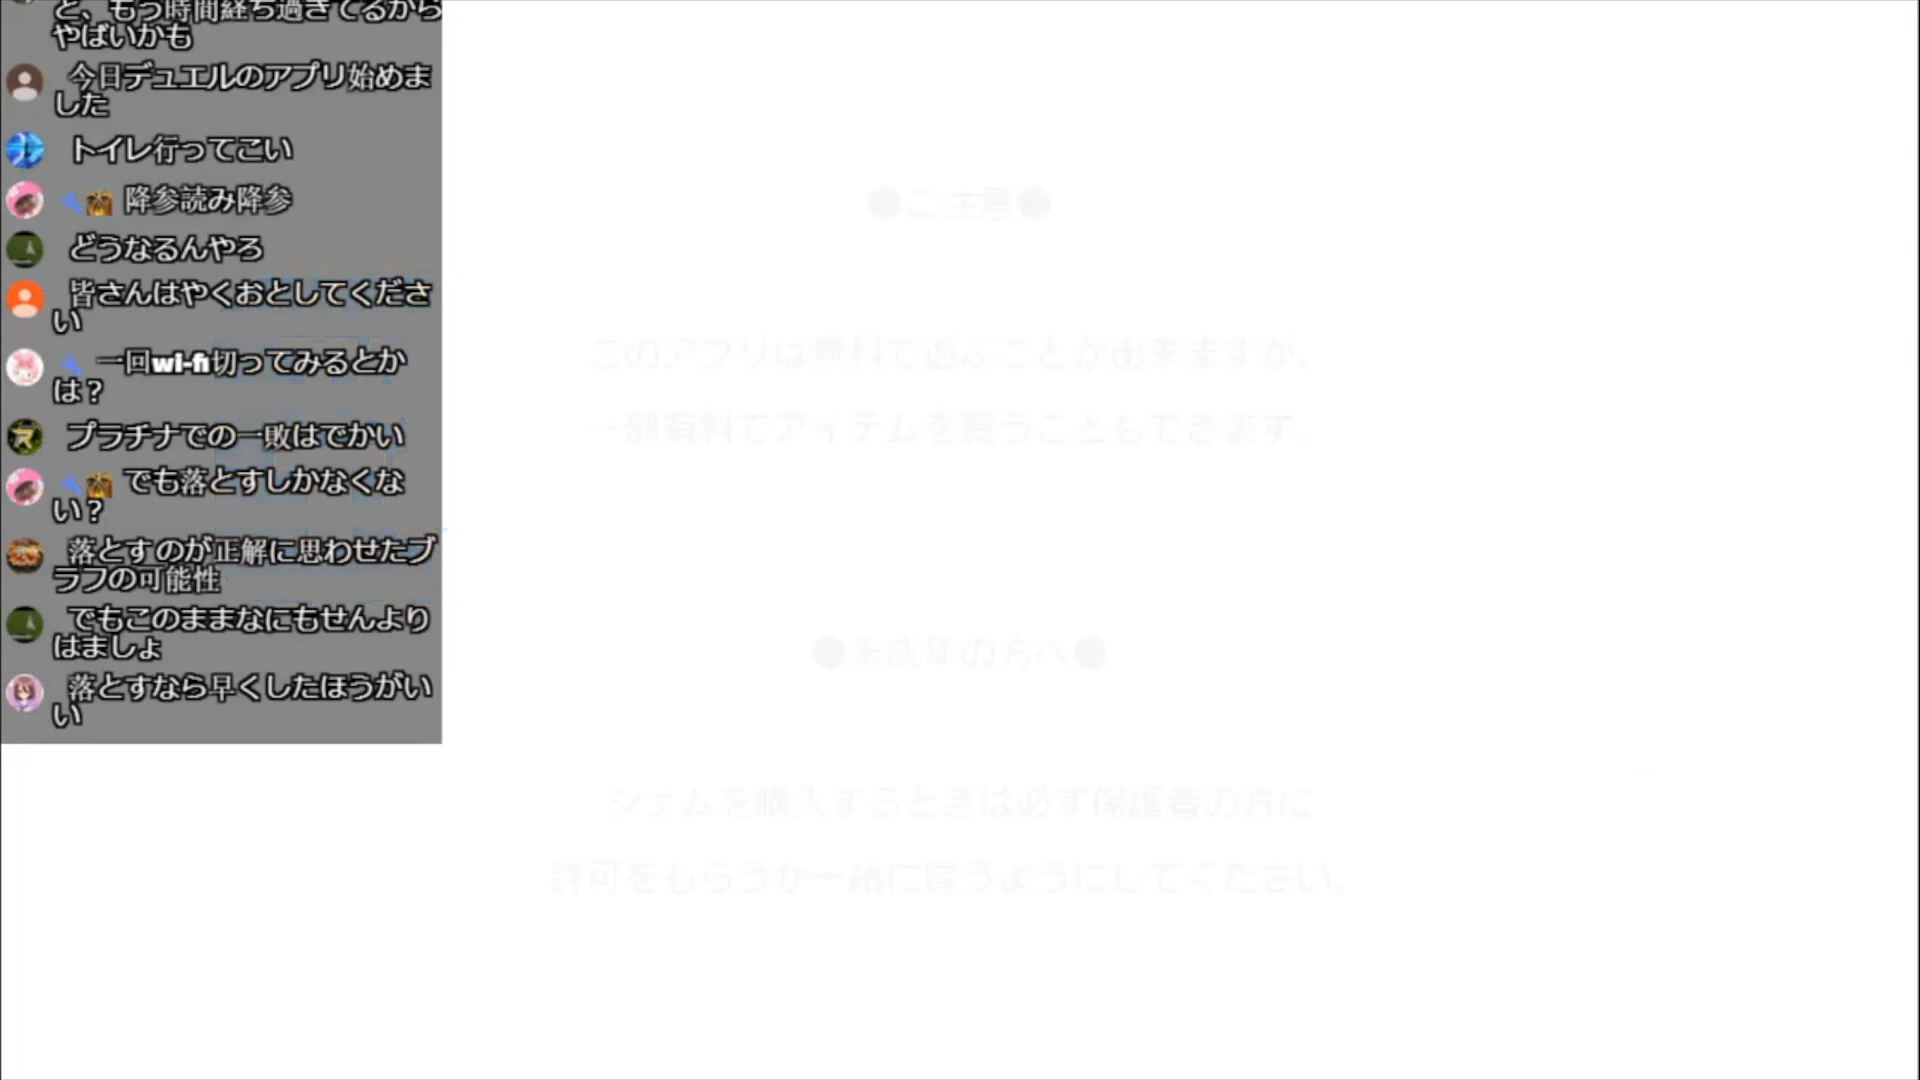 と、もう時間経ち過ぎてるから
やばいかも
今日デュエルのアプリ始めま
した
トイレ行ってこい
降参読み降参
どうなるんやろ
皆さんはやくおとしてくださ
い
一回wi-fi切ってみるとか
は？
プラチナでの一敗はでかい
でも落とすしかなくな
い？
落とすのが正解に思わせたブ
ラフの可能性
でもこのままなにもせんより
はましょ
落とすなら早くしたほうがい
い
●ご注意●
このアプリは無料で遊ぶことが出来ますが、
一部有料でアイテムを買うこともできます。
●未成年の方へ●
ジェムを購入するときは必ず保護者の方に
許可をもらうか一緒に買うようにしてください。